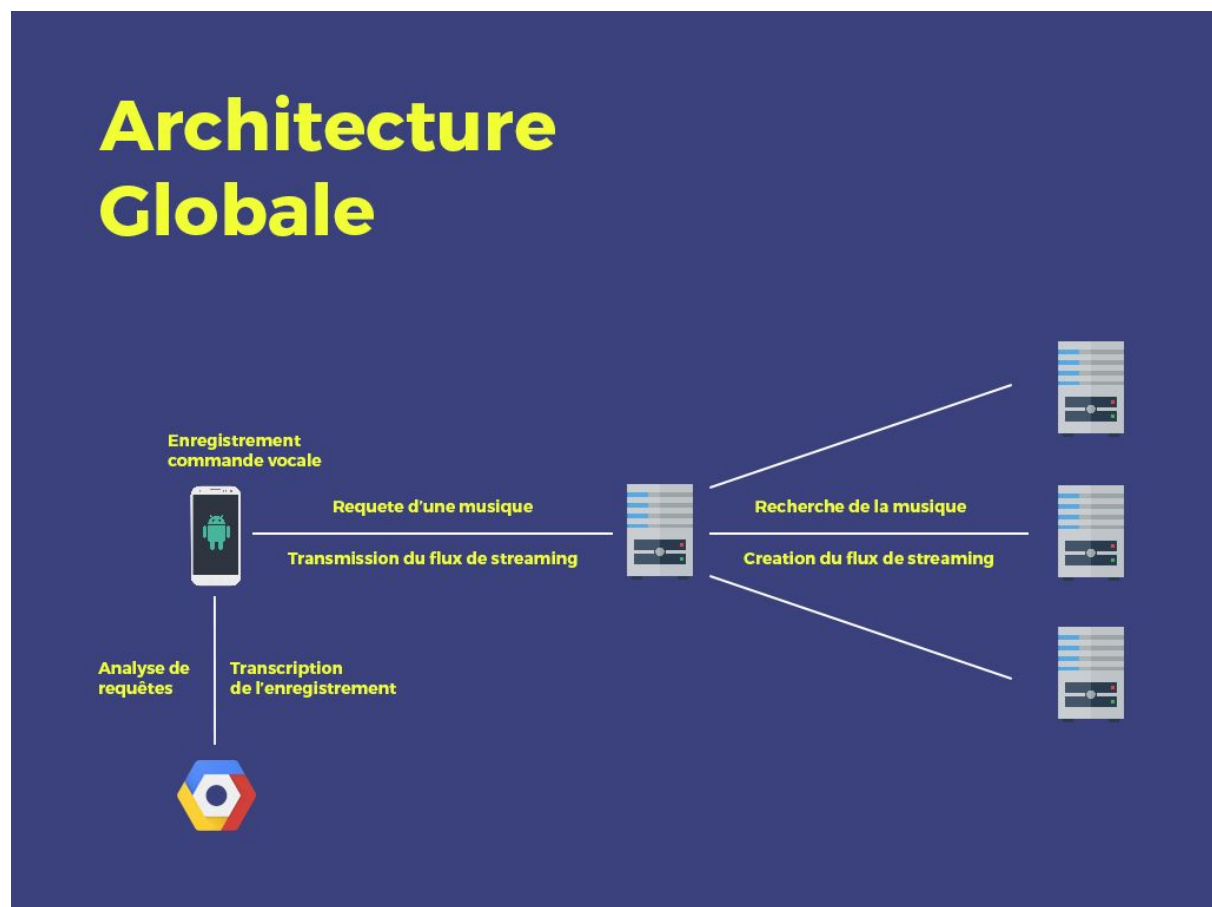 Architecture
Globale
Enregistrement
commande vocale
Requete d'une musique
Transmission du flux de streaming
Recherche de la musique
Creation du flux de streaming
Analyse de
requêtes
Transcription
de l'enregistrement